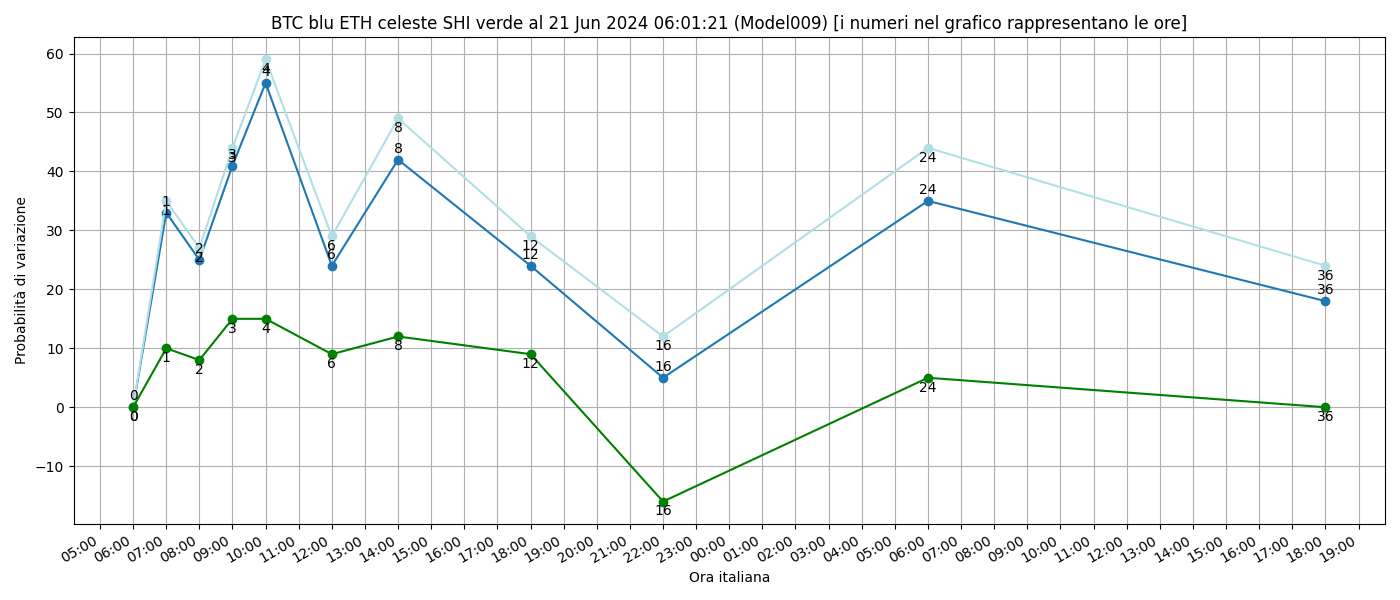 BTC blu ETH celeste SHI verde al 21 Jun 2024 06:01:21 (Model009) [i numeri nel grafico rappresentano le ore]
Probabilità di variazione
60
50
40
30
20
10
0
−10
0 1 2 3 4 6 8 12 16 24 36
0 1 2 3 4 6 8 12 16 24 36
0 1 2 3 4 6 8 12 16 24 36
05:00 06:00 07:00 08:00 09:00 10:00 11:00 12:00 13:00 14:00 15:00 16:00 17:00 18:00 19:00 20:00 21:00 22:00 23:00 00:00 01:00 02:00 03:00 04:00 05:00 06:00 07:00 08:00 09:00 10:00 11:00 12:00 13:00 14:00 15:00 16:00 17:00 18:00 19:00
Ora italiana